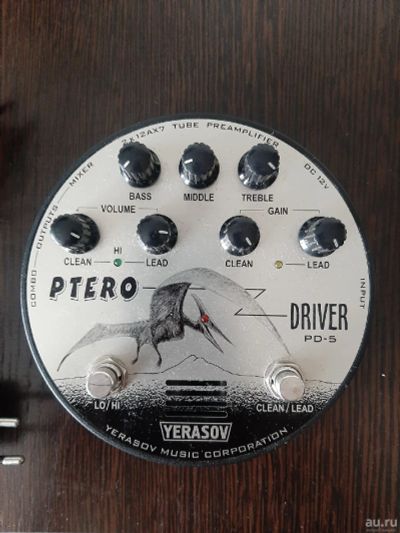 COMBO - OUTPUTS - MIXER
2x12AX7 TUBE PREAMPLIFIER
DC 12V
INPUT
BASS
MIDDLE
TREBLE
VOLUME
GAIN
CLEAN
HI
LEAD
CLEAN
LEAD
PTERO
DRIVER
PD-5
LO/HI
CLEAN/LEAD
YERASOV
YERASOV MUSIC CORPORATION
au.ru